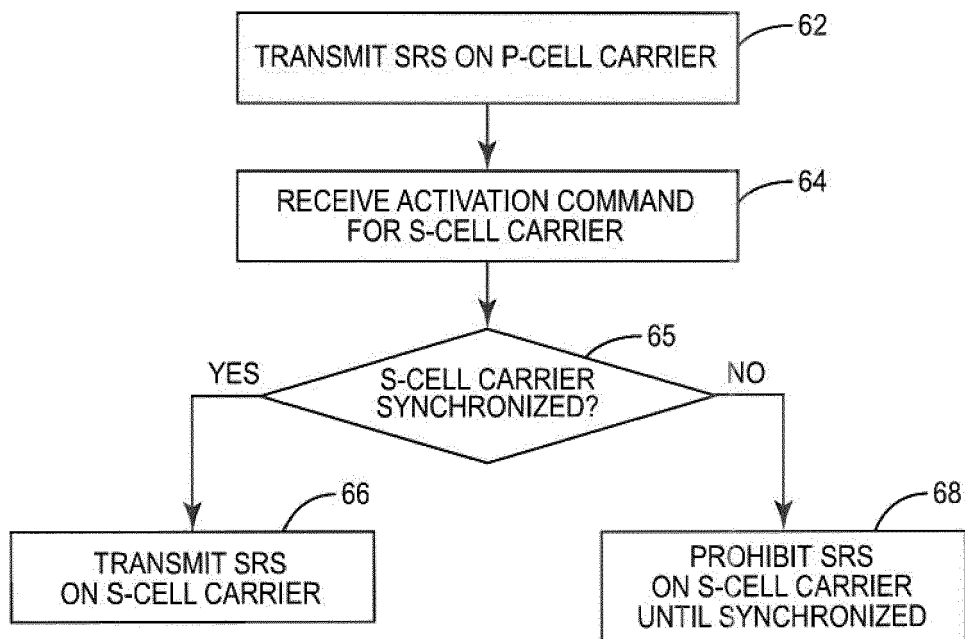 62
TRANSMIT SRS ON P-CELL CARRIER
64
RECEIVE ACTIVATION COMMAND
FOR S-CELL CARRIER
65
YES
S-CELL CARRIER
SYNCHRONIZED?
NO
66
TRANSMIT SRS
ON S-CELL CARRIER
68
PROHIBIT SRS
ON S-CELL CARRIER
UNTIL SYNCHRONIZED